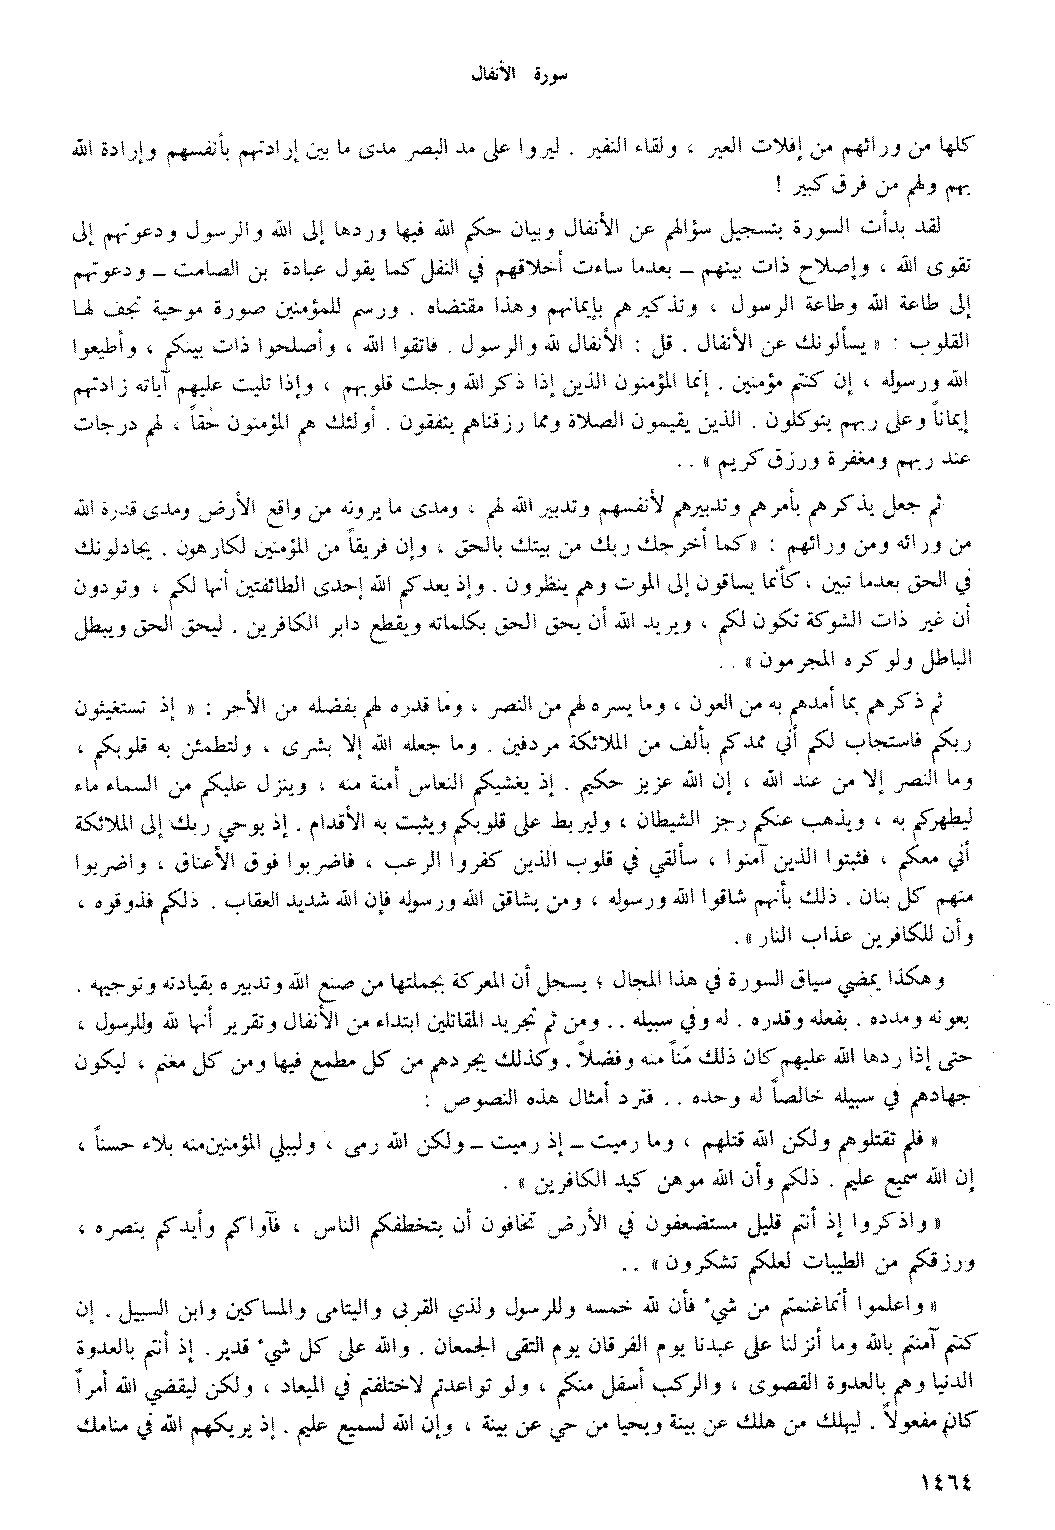 سورة الأنفال
كلها من ورائهم من إفلات العير ، ولقاء النفير . ليروا على مد البصر مدى ما بين إرادتهم بأنفسهم وإرادة الله
بهم ولهم من فرق كبير !
لقد بدأت السورة بتسجيل سؤالهم عن الأنفال وبيان حكم الله فيها وردها إلى الله والرسول ودعوتهم إلى
تقوى الله ، وإصلاح ذات بينهم – بعدما ساءت أخلاقهم في النفل كما يقول عبادة بن الصامت – ودعوتهم
إلى طاعة الله وطاعة الرسول ، وتذكيرهم بإيمانهم وهذا مقتضاه . ورسم للمؤمنين صورة موحية تجف لها
القلوب : « يسألونك عن الأنفال . قل : الأنفال لله والرسول . فاتقوا الله ، وأصلحوا ذات بينكم ، وأطيعوا
الله ورسوله ، إن كنتم مؤمنين . إنما المؤمنون الذين إذا ذكر الله وجلت قلوبهم ، وإذا تليت عليهم آياته زادتهم
إيماناً وعلى ربهم يتوكلون . الذين يقيمون الصلاة ومما رزقناهم ينفقون . أولئك هم المؤمنون حقاً ، لهم درجات
عند ربهم ومغفرة ورزق كريم » ..
ثم جعل يذكرهم بأمرهم وتدبيرهم لأنفسهم وتدبير الله لهم ، ومدى ما يرونه من واقع الأرض ومدى قدرة الله
من ورائه ومن ورائهم : «كما أخرجك ربك من بيتك بالحق ، وإن فريقاً من المؤمنين لكارهون . يجادلونك
في الحق بعدما تبين ، كأنما يساقون إلى الموت وهم ينظرون . وإذ يعدكم الله إحدى الطائفتين أنها لكم ، وتودون
أن غير ذات الشوكة تكون لكم ، ويريد الله أن يحق الحق بكلماته ويقطع دابر الكافرين . ليحق الحق ويبطل
الباطل ولو كره المجرمون » ..
ثم ذكرهم بما أمدهم به من العون ، وما يسره لهم من النصر ، وما قدره لهم بفضله من الأجر : « إذ تستغيثون
ربكم فاستجاب لكم أني ممدكم بألف من الملائكة مردفين . وما جعله الله إلا بشرى ، ولتطمئن به قلوبكم ،
وما النصر إلا من عند الله ، إن الله عزيز حكيم . إذ يغشيكم النعاس أمنة منه ، وينزل عليكم من السماء ماء
ليطهركم به ، ويذهب عنكم رجز الشيطان ، وليربط على قلوبكم ويثبت به الأقدام . إذ يوحي ربك إلى الملائكة
أني معكم ، فثبتوا الذين آمنوا ، سألقي في قلوب الذين كفروا الرعب ، فاضربوا فوق الأعناق ، واضربوا
منهم كل بنان . ذلك بأنهم شاقوا الله ورسوله ، ومن يشاقق الله ورسوله فإن الله شديد العقاب . ذلكم فذوقوه ،
وأن للكافرين عذاب النار » .
وهكذا يمضي سياق السورة في هذا المجال ؛ يسجل أن المعركة بجملتها من صنع الله وتدبيره بقيادته وتوجيهه .
بعونه ومدده . بفعله وقدره . له وفي سبيله .. ومن ثم تجريد المقاتلين ابتداء من الأنفال وتقرير أنها لله وللرسول ،
حتى إذا ردها الله عليهم كان ذلك مَناً منه وفضلاً . وكذلك يجردهم من كل مطمع فيها ومن كل مغنم ، ليكون
جهادهم في سبيله خالصاً له وحده .. فترد أمثال هذه النصوص :
« فلم تقتلوهم ولكن الله قتلهم ، وما رميت – إذ رميت – ولكن الله رمى ، وليبلي المؤمنين منه بلاء حسناً ،
إن الله سميع عليم . ذلكم وأن الله موهن كيد الكافرين » .
« واذكروا إذ أنتم قليل مستضعفون في الأرض تخافون أن يتخطفكم الناس ، فآواكم وأيدكم بنصره ،
ورزقكم من الطيبات لعلكم تشكرون » ..
« واعلموا أنما غنمتم من شيء فأن لله خمسه وللرسول ولذي القربى واليتامى والمساكين وابن السبيل . إن
كنتم آمنتم بالله وما أنزلنا على عبدنا يوم الفرقان يوم التقى الجمعان . والله على كل شيء قدير . إذ أنتم بالعدوة
الدنيا وهم بالعدوة القصوى ، والركب أسفل منكم ، ولو تواعدتم لاختلفتم في الميعاد ، ولكن ليقضي الله أمراً
كان مفعولاً . ليهلك من هلك عن بينة ويحيا من حي عن بينة ، وإن الله لسميع عليم . إذ يريكهم الله في منامك
١٤٦٤